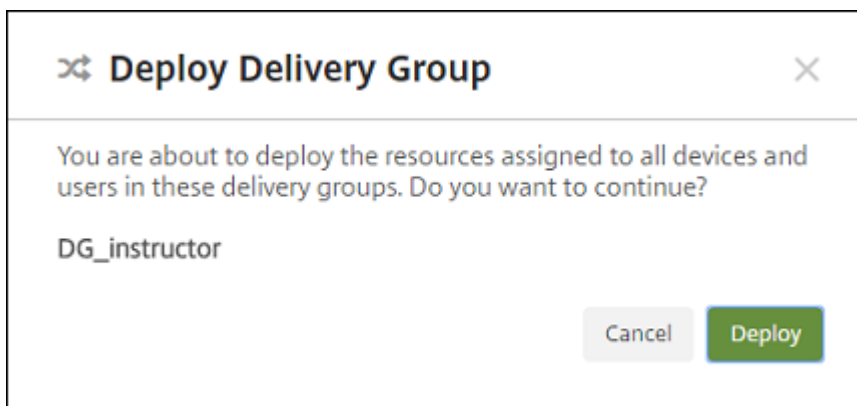 Deploy Delivery Group
You are about to deploy the resources assigned to all devices and
users in these delivery groups. Do you want to continue?
DG_instructor
Cancel Deploy